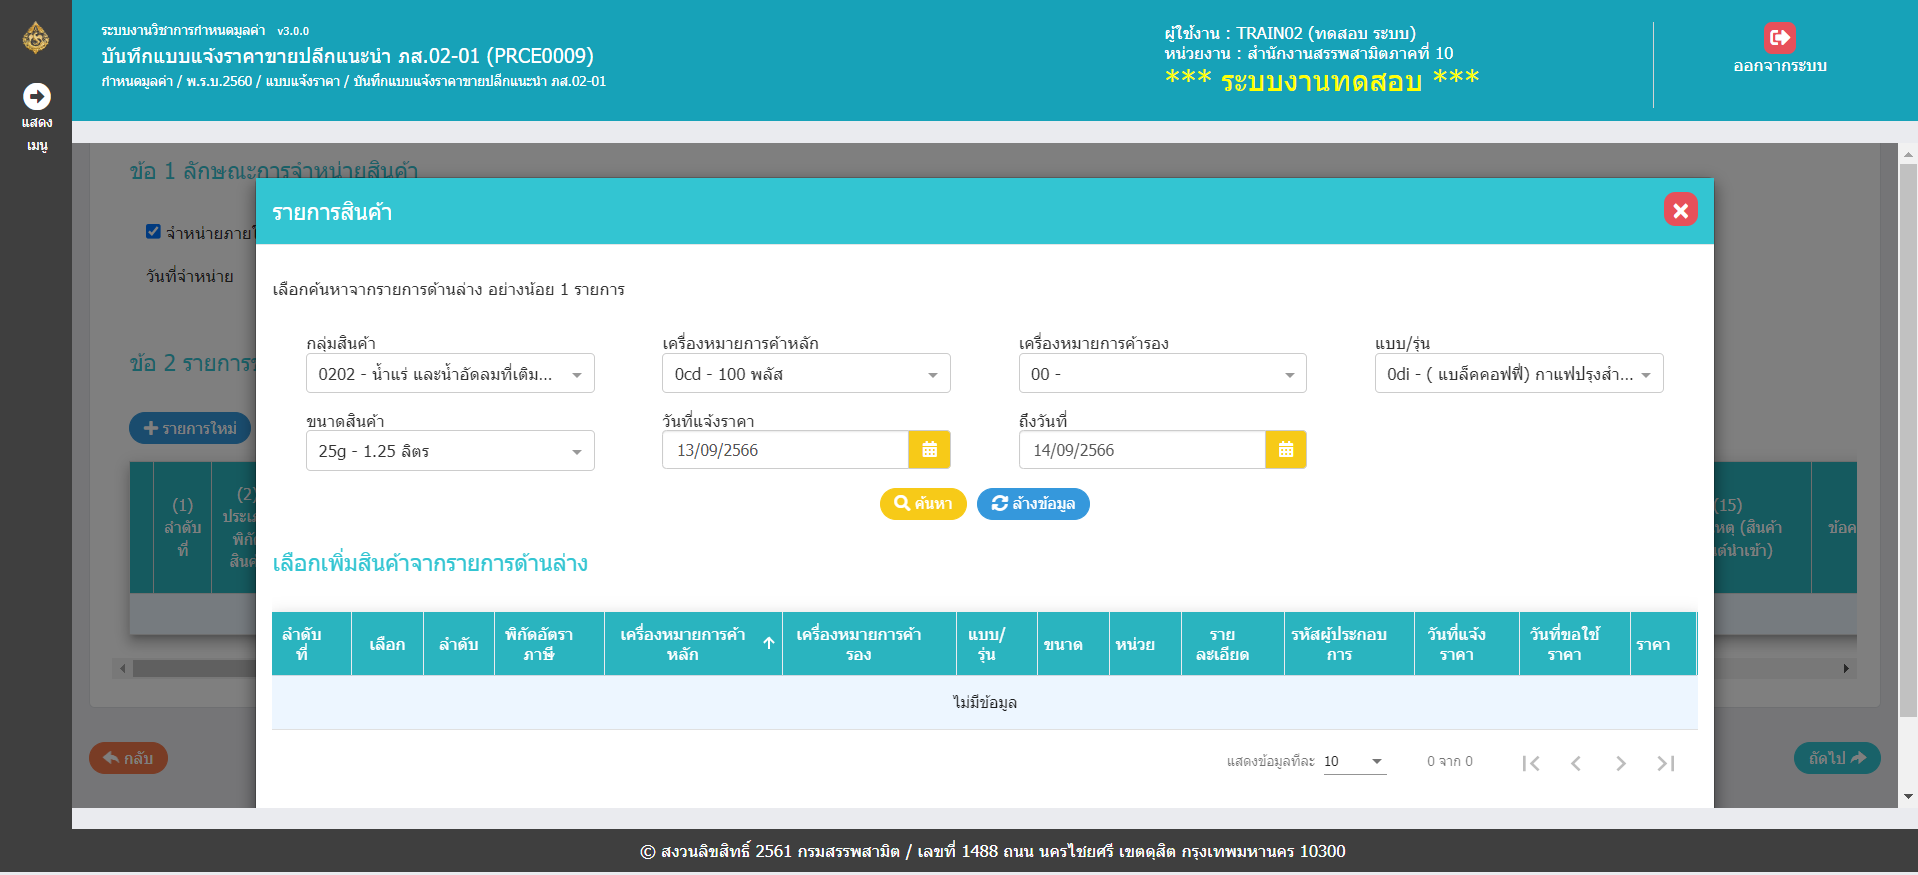 แสดง
เมนู
ระบบงานวิชาการกำหนดมูลค่า v3.0.0
บันทึกแบบแจ้งราคาขายปลีกแนะนำ ภส.02-01 (PRCE0009)
กำหนดมูลค่า / พ.ร.บ.2560 / แบบแจ้งราคา / บันทึกแบบแจ้งราคาขายปลีกแนะนำ ภส.02-01
ผู้ใช้งาน : TRAIN02 (ทดสอบ ระบบ)
หน่วยงาน : สำนักงานสรรพสามิตภาคที่ 10
*** ระบบงานทดสอบ ***
ออกจากระบบ
ข้อ 1 ลักษณะการจำหน่ายสินค้า
จำหน่ายภายใ
วันที่จำหน่าย
ข้อ 2 รายการ
รายการใหม่
(1)
ลำดับ
ที่
(2)
ประเ
พิกั
สินค
(15)
หตุ (สินค้า
นำเข้า)
ข้อค
กลับ
ถัดไป
รายการสินค้า
เลือกค้นหาจากรายการด้านล่าง อย่างน้อย 1 รายการ
กลุ่มสินค้า เครื่องหมายการค้าหลัก เครื่องหมายการค้ารอง แบบ/รุ่น
0202 - น้ำแร่ และน้ำอัดลมที่เติม... 0cd - 100 พลัส 00 - 0di - ( แบล็คคอฟฟี่) กาแฟปรุงสำ...
ขนาดสินค้า วันที่แจ้งราคา ถึงวันที่
25g - 1.25 ลิตร 13/09/2566 14/09/2566
ค้นหา ล้างข้อมูล
เลือกเพิ่มสินค้าจากรายการด้านล่าง
ลำดับที่ เลือก ลำดับ พิกัดอัตราภาษี เครื่องหมายการค้าหลัก เครื่องหมายการค้ารอง แบบ/รุ่น ขนาด หน่วย รายละเอียด รหัสผู้ประกอบการ วันที่แจ้งราคา วันที่ขอใช้ราคา ราคา
ไม่มีข้อมูล
แสดงข้อมูลทีละ 10 0 จาก 0
© สงวนลิขสิทธิ์ 2561 กรมสรรพสามิต / เลขที่ 1488 ถนน นครไชยศรี เขตดุสิต กรุงเทพมหานคร 10300